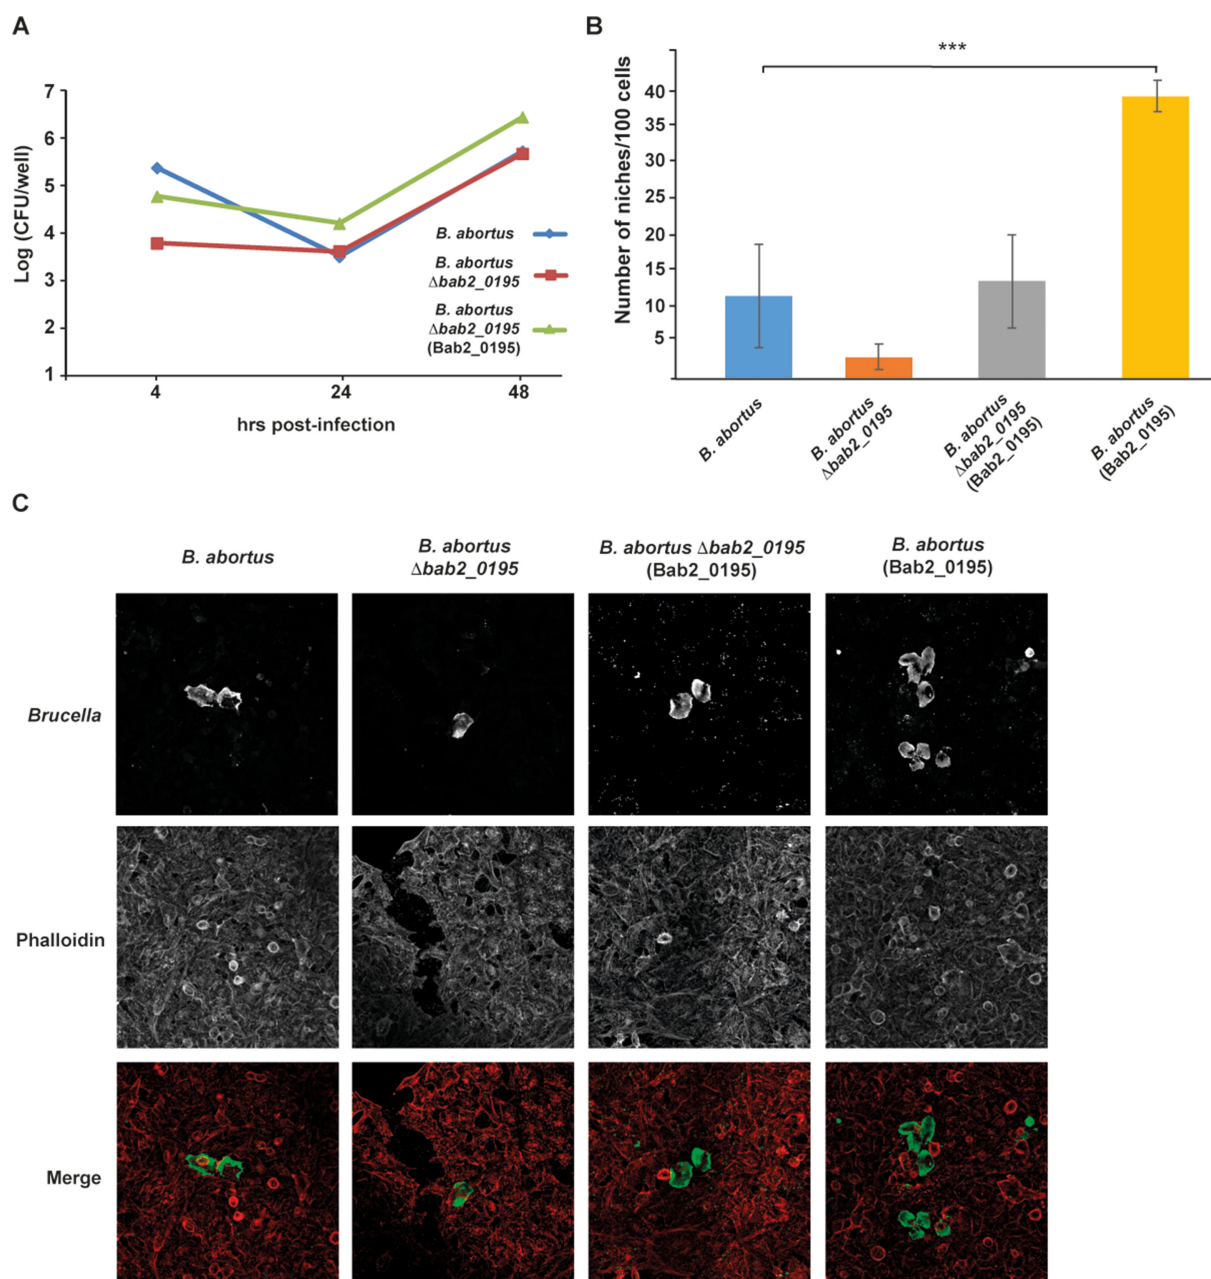 A
7
6
5
4
3
2
1
Log (CFU/well)
4
24
48
hrs post-infection
B. abortus
B. abortus
Δbab2_0195
B. abortus
Δbab2_0195
(Bab2_0195)
B
***
40
35
30
25
20
15
10
5
Number of niches/100 cells
B. abortus
B. abortus
Δbab2_0195
B. abortus
Δbab2_0195
(Bab2_0195)
B. abortus
(Bab2_0195)
C
B. abortus
B. abortus
Δbab2_0195
B. abortus Δbab2_0195
(Bab2_0195)
B. abortus
(Bab2_0195)
Brucella
Phalloidin
Merge